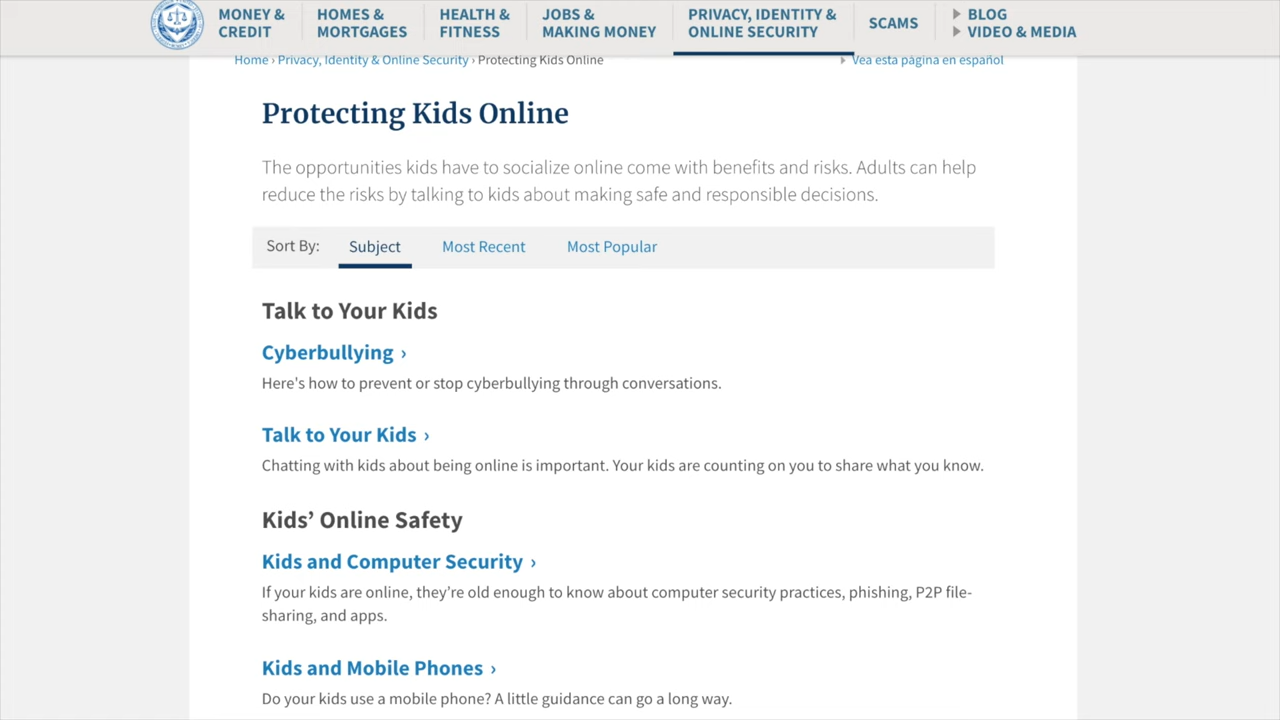 MONEY &
CREDIT
HOMES &
MORTGAGES
HEALTH &
FITNESS
JOBS &
MAKING MONEY
PRIVACY, IDENTITY &
ONLINE SECURITY
SCAMS
BLOG
VIDEO & MEDIA
Home › Privacy, Identity & Online Security › Protecting Kids Online
Vea esta página en español
Protecting Kids Online
The opportunities kids have to socialize online come with benefits and risks. Adults can help
reduce the risks by talking to kids about making safe and responsible decisions.
Sort By: Subject Most Recent Most Popular
Talk to Your Kids
Cyberbullying ›
Here's how to prevent or stop cyberbullying through conversations.
Talk to Your Kids ›
Chatting with kids about being online is important. Your kids are counting on you to share what you know.
Kids’ Online Safety
Kids and Computer Security ›
If your kids are online, they’re old enough to know about computer security practices, phishing, P2P file-
sharing, and apps.
Kids and Mobile Phones ›
Do your kids use a mobile phone? A little guidance can go a long way.